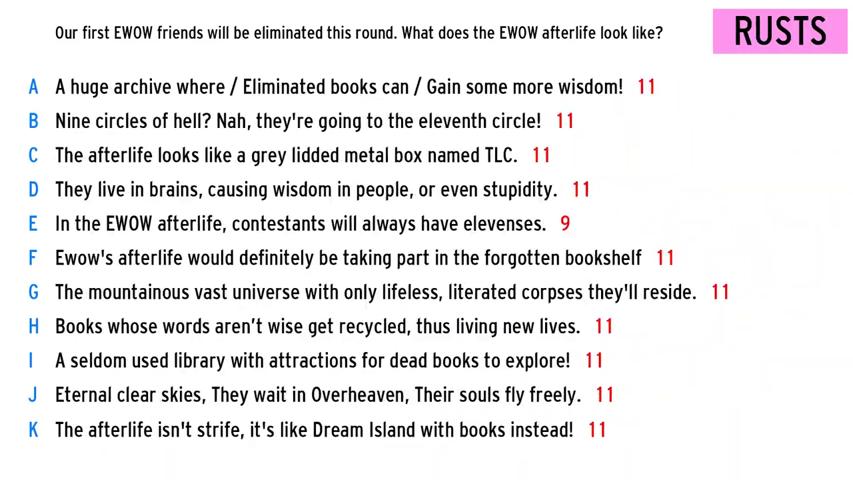 Our first EWOW friends will be eliminated this round. What does the EWOW afterlife look like?
RUSTS
A A huge archive where / Eliminated books can / Gain some more wisdom! 11
B Nine circles of hell? Nah, they're going to the eleventh circle! 11
C The afterlife looks like a grey lidded metal box named TLC. 11
D They live in brains, causing wisdom in people, or even stupidity. 11
E In the EWOW afterlife, contestants will always have elevenses. 9
F Ewow's afterlife would definitely be taking part in the forgotten bookshelf 11
G The mountainous vast universe with only lifeless, literated corpses they'll reside. 11
H Books whose words aren’t wise get recycled, thus living new lives. 11
I A seldom used library with attractions for dead books to explore! 11
J Eternal clear skies, They wait in Overheaven, Their souls fly freely. 11
K The afterlife isn't strife, it's like Dream Island with books instead! 11